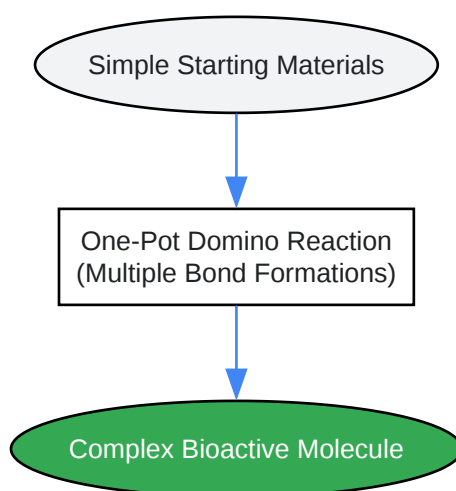 Simple Starting Materials
One-Pot Domino Reaction
(Multiple Bond Formations)
Complex Bioactive Molecule